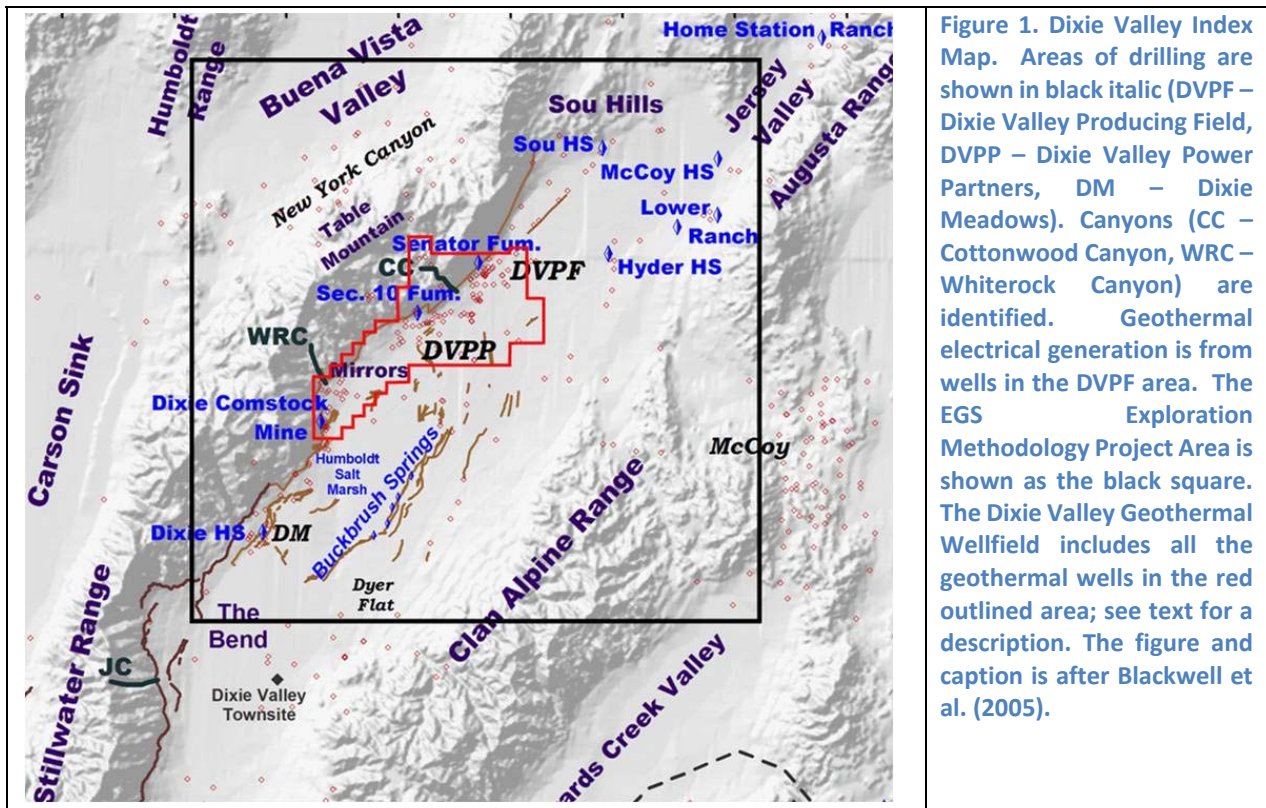 Humboldt
Range
Buena Vista
Valley
Home Station Ranch
Jersey
Valley
Augusta Range
Sou Hills
Sou HS
McCoy HS
New York Canyon
Table
Mountain
Lower
Ranch
Senator Fum.
CC
DVPF
Hyder HS
Sec. 10 Fum.
WRC
DVPP
Mirrors
Carson Sink
Dixie Comstock
Mine
McCoy
Humboldt
Salt
Marsh
Buckbrush Springs
Dixie HS
DM
Clan Alpine Range
Dyer
Flat
The
Bend
Stillwater Range
JC
Dixie Valley
Townsite
ards Creek Valley
Figure 1. Dixie Valley Index
Map. Areas of drilling are
shown in black italic (DVPF –
Dixie Valley Producing Field,
DVPP – Dixie Valley Power
Partners, DM – Dixie
Meadows). Canyons (CC –
Cottonwood Canyon, WRC –
Whiterock Canyon) are
identified. Geothermal
electrical generation is from
wells in the DVPF area. The
EGS Exploration
Methodology Project Area is
shown as the black square.
The Dixie Valley Geothermal
Wellfield includes all the
geothermal wells in the red
outlined area; see text for a
description. The figure and
caption is after Blackwell et
al. (2005).